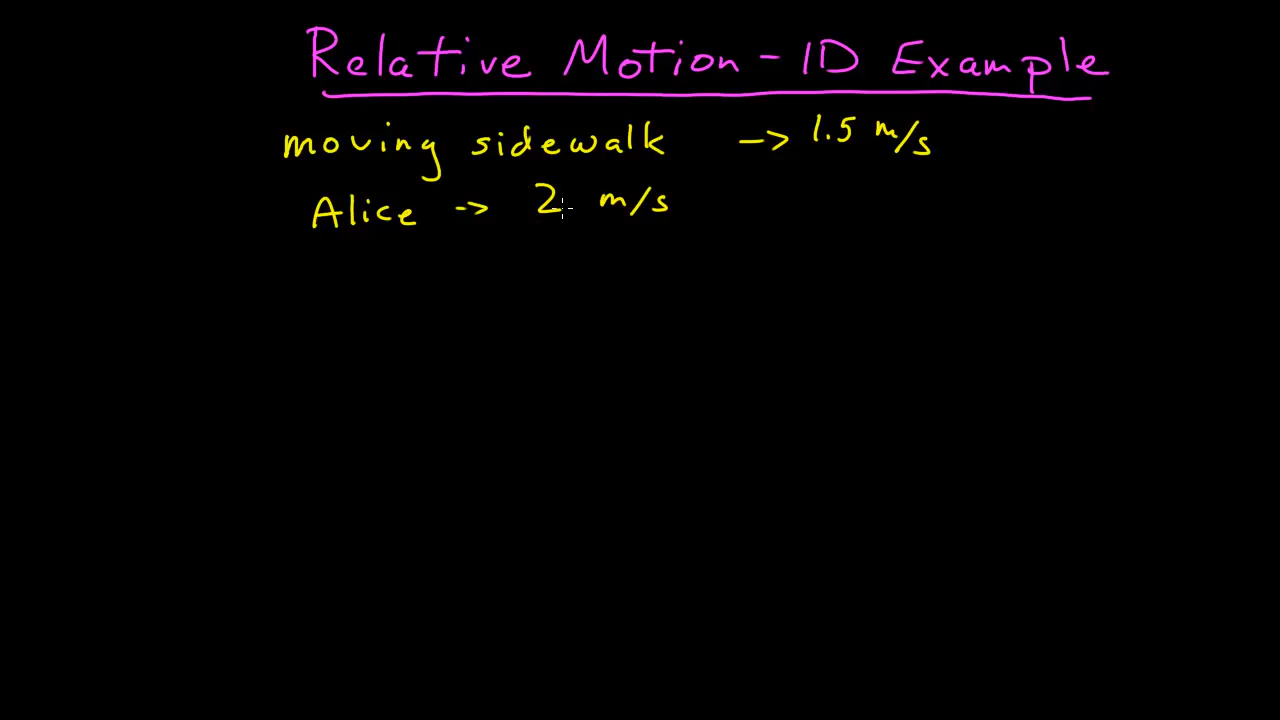 Relative Motion - 1D Example
moving sidewalk -> 1.5 m/s
Alice -> 2 m/s